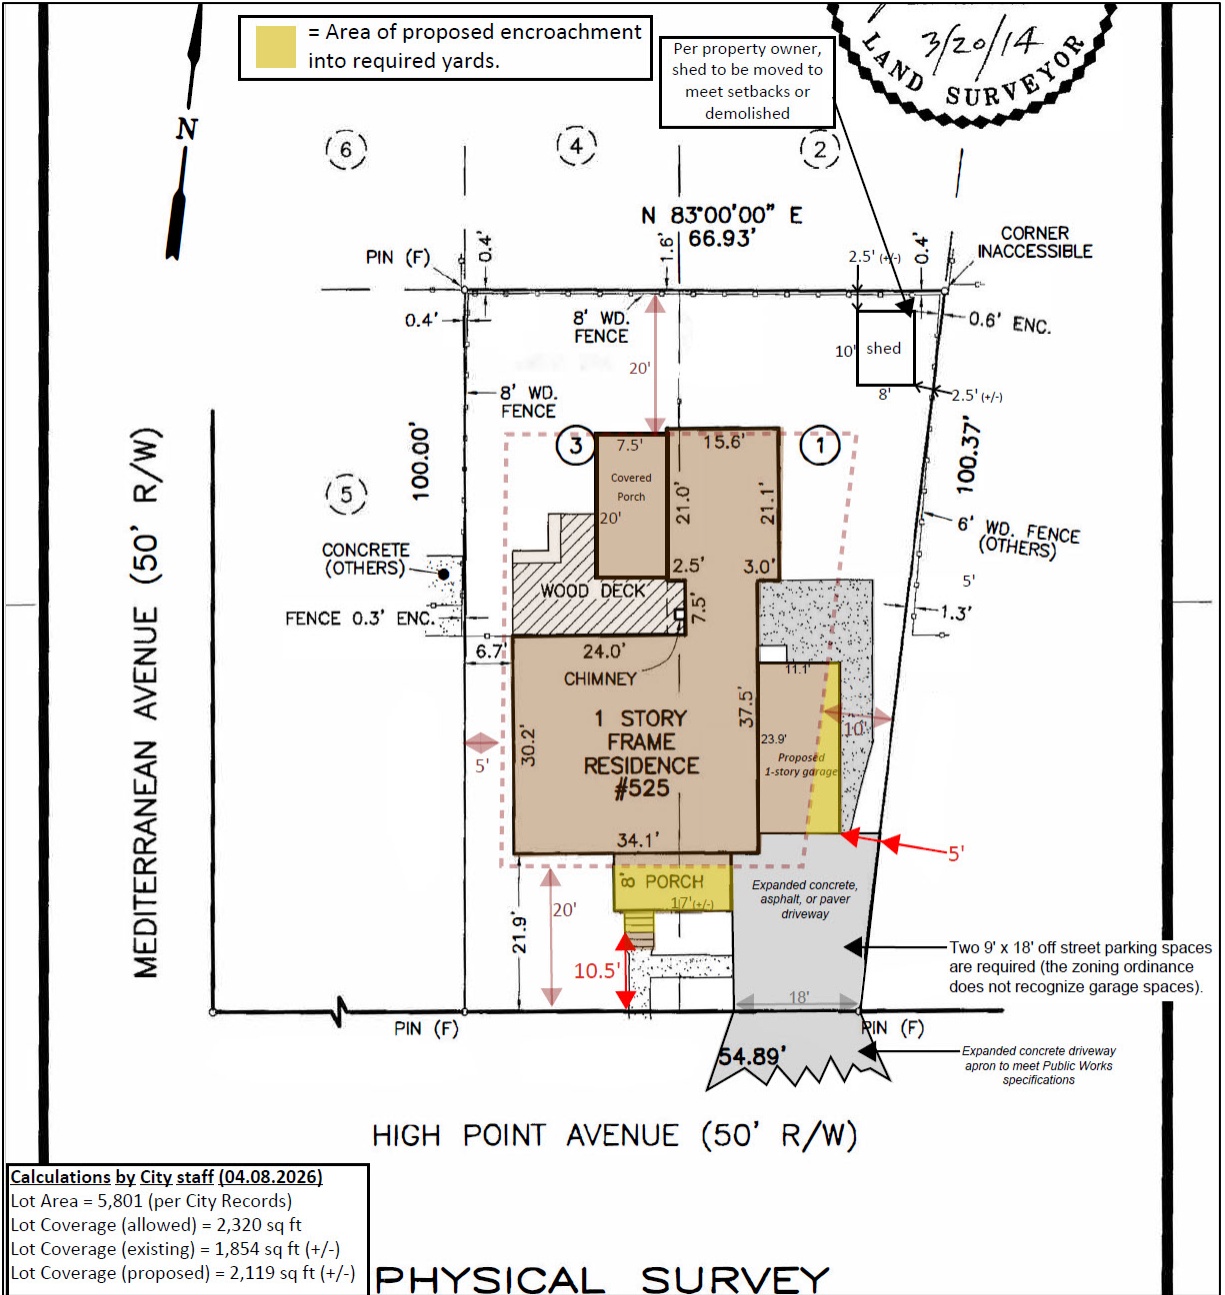 = Area of proposed encroachment
into required yards.
3/20/14
LAND SURVEYOR
Per property owner,
shed to be moved to
meet setbacks or
demolished
N
6
4
2
N 83°00'00" E
66.93'
CORNER
INACCESSIBLE
PIN (F)
0.4'
1.6'
2.5' (+/-)
0.4'
0.4'
8' WD.
FENCE
0.6' ENC.
10'
shed
20'
8'
2.5' (+/-)
8' WD.
FENCE
100.00'
100.37'
3
7.5'
15.6'
1
Covered
Porch
20'
21.0'
21.1'
5
6' WD. FENCE
(OTHERS)
CONCRETE
(OTHERS)
2.5'
3.0'
5'
WOOD DECK
7.5'
1.3'
FENCE 0.3' ENC.
6.7'
24.0'
CHIMNEY
11.1'
MEDITERRANEAN AVENUE (50' R/W)
1 STORY
FRAME
RESIDENCE
#525
30.2'
37.5'
23.9'
Proposed
1-story garage
10'
5'
34.1'
5'
8' PORCH
17'(+/-)
Expanded concrete,
asphalt, or paver
driveway
21.9'
20'
10.5'
Two 9' x 18' off street parking spaces
are required (the zoning ordinance
does not recognize garage spaces).
18'
PIN (F)
PIN (F)
54.89'
Expanded concrete driveway
apron to meet Public Works
specifications
HIGH POINT AVENUE (50' R/W)
Calculations by City staff (04.08.2026)
Lot Area = 5,801 (per City Records)
Lot Coverage (allowed) = 2,320 sq ft
Lot Coverage (existing) = 1,854 sq ft (+/-)
Lot Coverage (proposed) = 2,119 sq ft (+/-)
PHYSICAL SURVEY